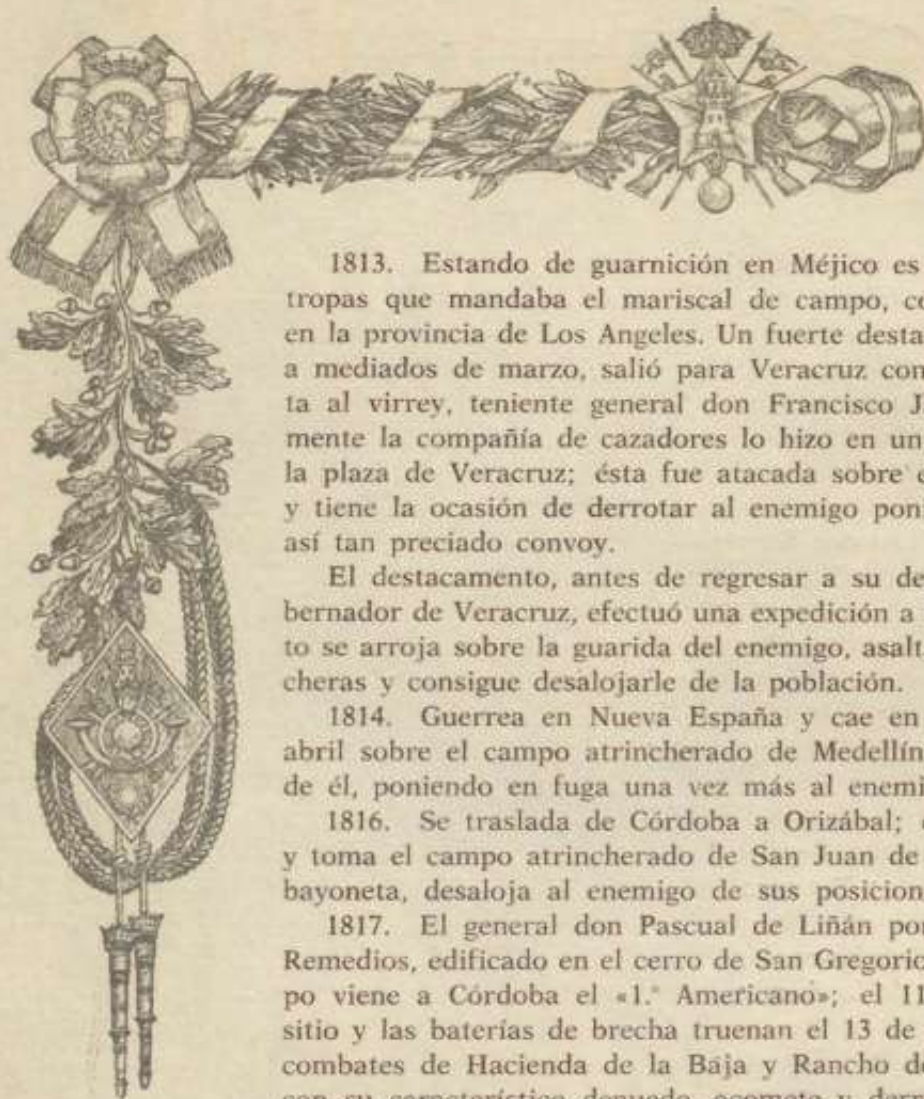 1813. Estando de guarnición en Méjico es
tropas que mandaba el mariscal de campo,
en la provincia de Los Angeles. Un fuerte
a mediados de marzo, salió para Veracruz con
ta al virrey, teniente general don Francisco
mente la compañía de cazadores lo hizo en un
la plaza de Veracruz; ésta fue atacada sobre
y tiene la ocasión de derrotar al enemigo
así tan preciado convoy.
El destacamento, antes de regresar a su
bernador de Veracruz, efectuó una expedición a
to se arroja sobre la guarida del enemigo,
cheras y consigue desalojarle de la población.
1814. Guerrea en Nueva España y cae en
abril sobre el campo atrincherado de Medellín
de él, poniendo en fuga una vez más al
1816. Se traslada de Córdoba a Orizábal;
y toma el campo atrincherado de San Juan de
bayoneta, desaloja al enemigo de sus
1817. El general don Pascual de Liñán
Remedios, edificado en el cerro de San Gregorio
po viene a Córdoba el «1.º Americano»; el 11
sitio y las baterías de brecha truenan el 13 de
combates de Hacienda de la Baja y Rancho
con su característico denuedo, acomete y